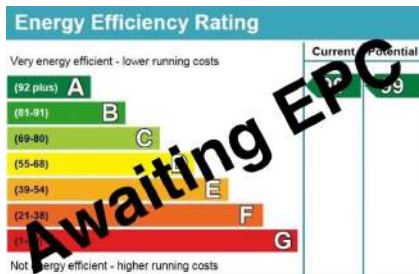 Energy Efficiency Rating
Current Potential
Very energy efficient - lower running costs
(92 plus) A
(81-91) B
(69-80) C
(55-68) D
(39-54) E
(21-38) F
G
Not energy efficient - higher running costs
Awaiting EPC